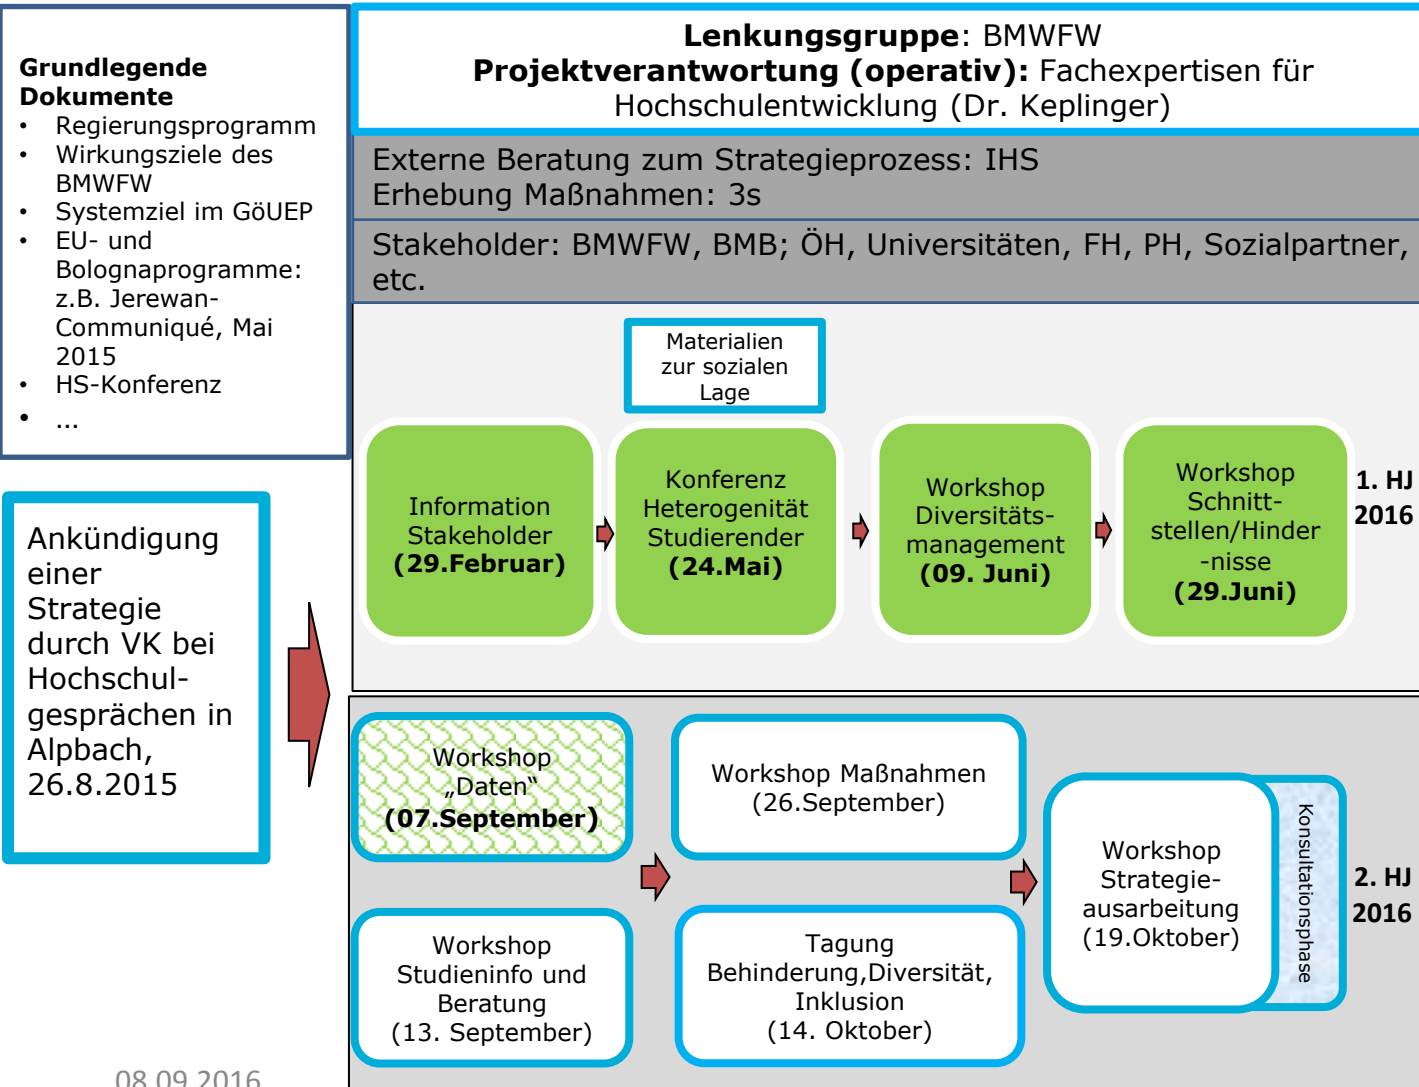 Grundlegende
Dokumente
• Regierungsprogramm
• Wirkungsziele des
BMWFW
• Systemziel im GöUEP
• EU- und
Bolognaprogramme:
z.B. Jerewan-
Communiqué, Mai
2015
• HS-Konferenz
• ...
Lenkungsgruppe: BMWFW
Projektverantwortung (operativ): Fachexpertisen für
Hochschulentwicklung (Dr. Keplinger)
Externe Beratung zum Strategieprozess: IHS
Erhebung Maßnahmen: 3s
Stakeholder: BMWFW, BMB; ÖH, Universitäten, FH, PH, Sozialpartner,
etc.
Ankündigung
einer
Strategie
durch VK bei
Hochschul-
gesprächen in
Alpbach,
26.8.2015
Materialien
zur sozialen
Lage
Information
Stakeholder
(29.Februar)
Konferenz
Heterogenität
Studierender
(24.Mai)
Workshop
Diversitäts-
management
(09. Juni)
Workshop
Schnitt-
stellen/Hinder
-nisse
(29.Juni)
1. HJ
2016
Workshop
„Daten“
(07.September)
Workshop Maßnahmen
(26.September)
Workshop
Studieninfo und
Beratung
(13. September)
Tagung
Behinderung,Diversität,
Inklusion
(14. Oktober)
Workshop
Strategie-
ausarbeitung
(19.Oktober)
Konsultationsphase
2. HJ
2016
08.09.2016